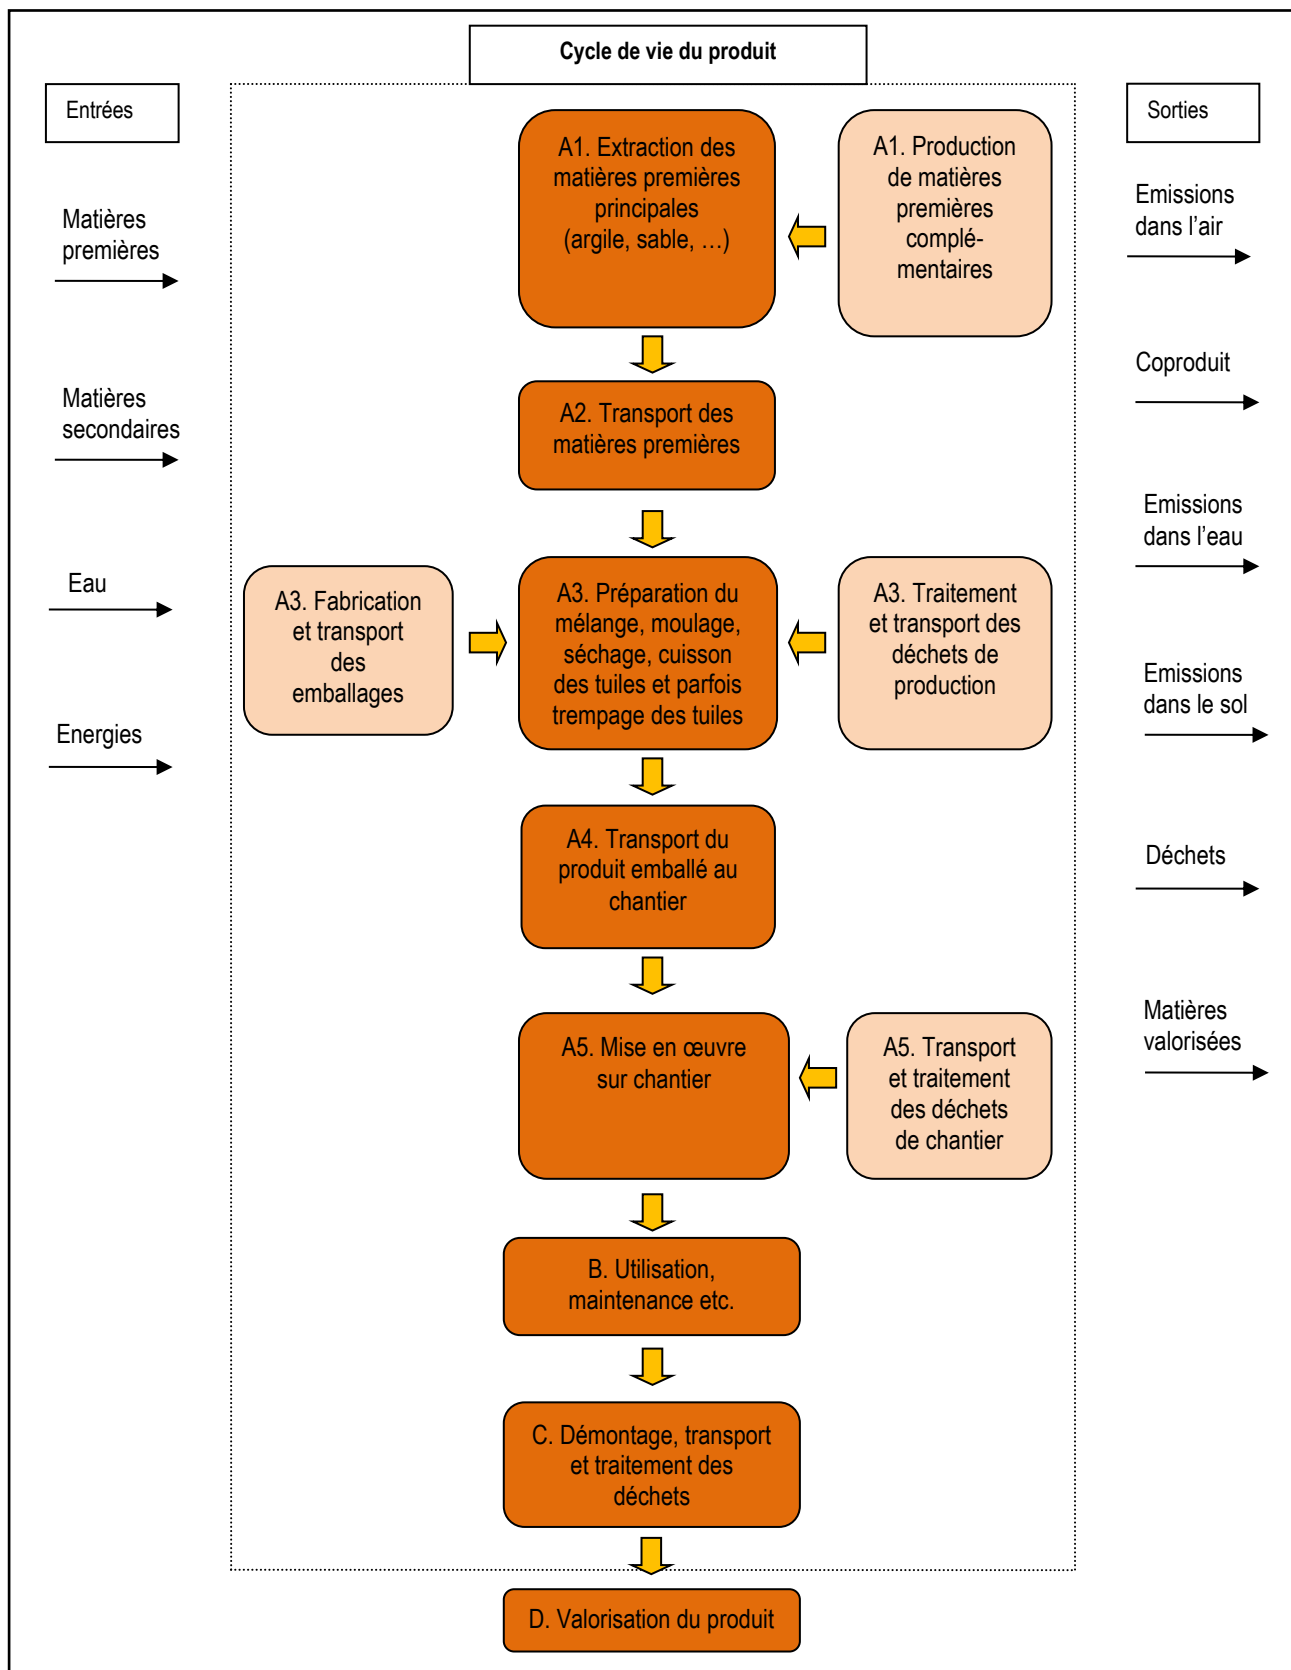 Cycle de vie du produit
Entrées
Matières
premières
Matières
secondaires
Eau
Energies
A1. Extraction des
matières premières
principales
(argile, sable, …)
A1. Production
de matières
premières
complé-
mentaires
A2. Transport des
matières premières
A3. Fabrication
et transport
des
emballages
A3. Préparation du
mélange, moulage,
séchage, cuisson
des tuiles et parfois
trempage des tuiles
A3. Traitement
et transport des
déchets de
production
A4. Transport du
produit emballé au
chantier
A5. Mise en œuvre
sur chantier
A5. Transport
et traitement
des déchets
de chantier
B. Utilisation,
maintenance etc.
C. Démontage, transport
et traitement des
déchets
D. Valorisation du produit
Sorties
Emissions
dans l’air
Coproduit
Emissions
dans l’eau
Emissions
dans le sol
Déchets
Matières
valorisées